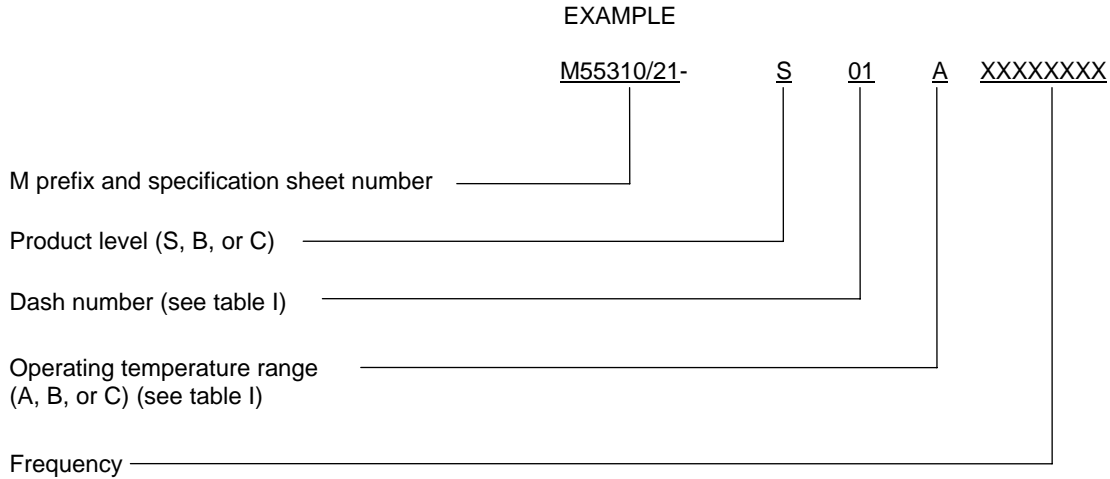 EXAMPLE
M55310/21- S 01 A XXXXXXXX
M prefix and specification sheet number
Product level (S, B, or C)
Dash number (see table I)
Operating temperature range
(A, B, or C) (see table I)
Frequency